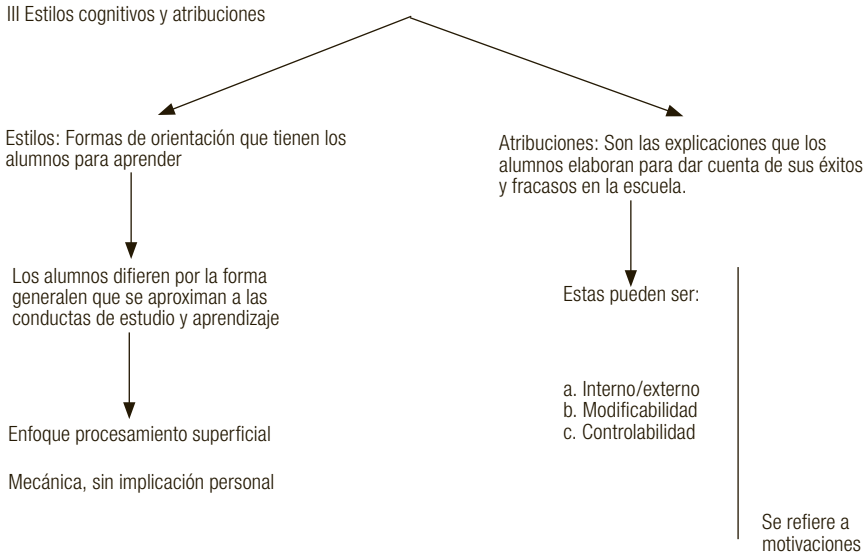 III Estilos cognitivos y atribuciones
Estilos: Formas de orientación que tienen los
alumnos para aprender
Los alumnos difieren por la forma
generalen que se aproximan a las
conductas de estudio y aprendizaje
Enfoque procesamiento superficial
Mecánica, sin implicación personal
Atribuciones: Son las explicaciones que los
alumnos elaboran para dar cuenta de sus éxitos
y fracasos en la escuela.
Estas pueden ser:
a. Interno/externo
b. Modificabilidad
c. Controlabilidad
Se refiere a
motivaciones